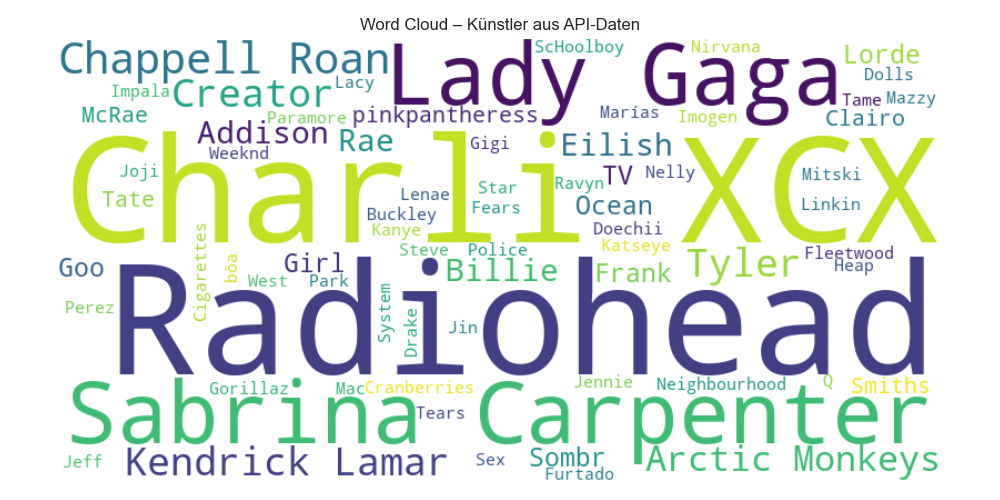 Word Cloud – Künstler aus API-Daten
Chappell Roan
Lady Gaga
ScHoolboy
Nirvana
Lorde
Dolls
Impala
Creator
Lacy
Tame
Mazzy
McRae
Paramore
pinkpantheress
Marías
Imogen
Clairo
Addison
Rae
Gigi
Eilish
Weeknd
Charli XCX
Joji
Tate
Lenae
Star
Ravyn
TV
Nelly
Mitski
Buckley
Fears
Ocean
Linkin
Kanye
Doechii
Steve
Police
Katseye
Fleetwood
Goo
Cigarettes
bôa
Girl
Billie
Frank
Tyler
Heap
West
Park
Radiohead
Perez
System
Drake
Jin
Sabrina Carpenter
Gorillaz
Mac
Cranberries
Jennie
Neighbourhood
Q
Smiths
Tears
Jeff
Kendrick Lamar
Sex
Sombr
Furtado
Arctic Monkeys